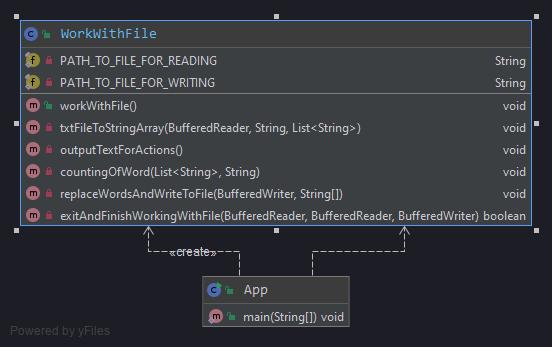 WorkWithFile
PATH_TO_FILE_FOR_READING String
PATH_TO_FILE_FOR_WRITING String
workWithFile() void
txtFileToStringArray(BufferedReader, String, List<String>) void
outputTextForActions() void
countingOfWord(List<String>, String) void
replaceWordsAndWriteToFile(BufferedWriter, String[]) void
exitAndFinishWorkingWithFile(BufferedReader, BufferedReader, BufferedWriter) boolean
«create»
App
main(String[]) void
Powered by yFiles